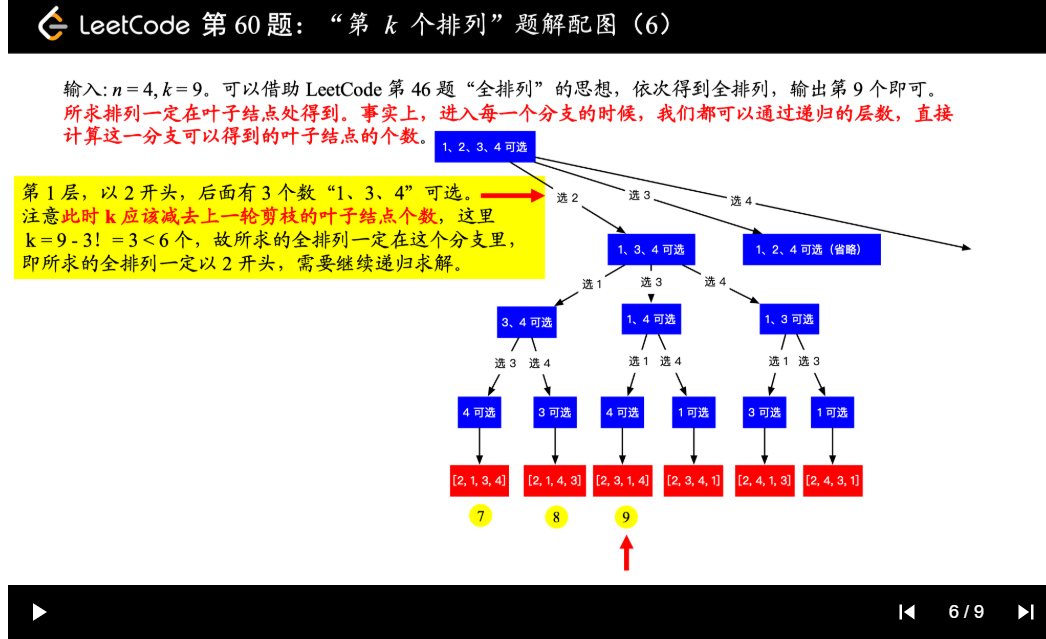 LeetCode 第 60 题：“第 k 个排列”题解配图（6）
输入: n = 4, k = 9。可以借助 LeetCode 第 46 题“全排列”的思想，依次得到全排列，输出第 9 个即可。
所求排列一定在叶子结点处得到。事实上，进入每一个分支的时候，我们都可以通过递归的层数，直接
计算这一分支可以得到的叶子结点的个数。
1、2、3、4 可选
第 1 层，以 2 开头，后面有 3 个数“1、3、4”可选。
注意此时 k 应该减去上一轮剪枝的叶子结点个数，这里
k = 9 - 3! = 3 < 6 个，故所求的全排列一定在这个分支里，
即所求的全排列一定以 2 开头，需要继续递归求解。
选 2
选 3
选 4
1、3、4 可选
1、2、4 可选（省略）
选 1
选 3
选 4
3、4 可选
1、4 可选
1、3 可选
选 3
选 4
选 1
选 4
选 1
选 3
4 可选
3 可选
4 可选
1 可选
3 可选
1 可选
[2, 1, 3, 4]
[2, 1, 4, 3]
[2, 3, 1, 4]
[2, 3, 4, 1]
[2, 4, 1, 3]
[2, 4, 3, 1]
7
8
9
6 / 9